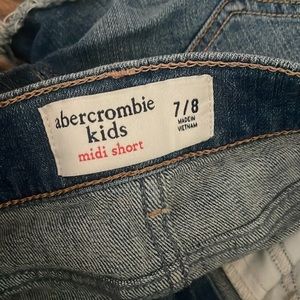 abercrombie
kids
midi short
7/8
MADE IN
VIETNAM